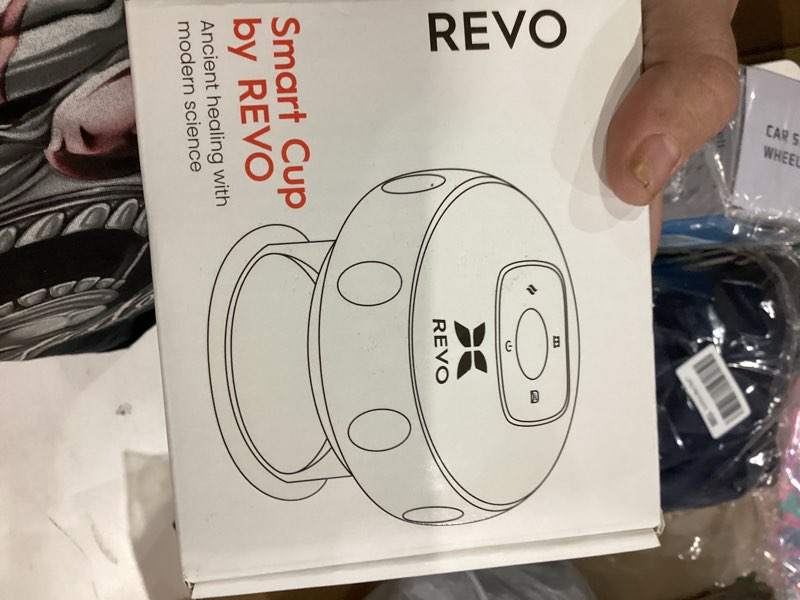 REVO
Smart Cup
by REVO
Ancient healing with
modern science
REVO
CAR S
WHEEL